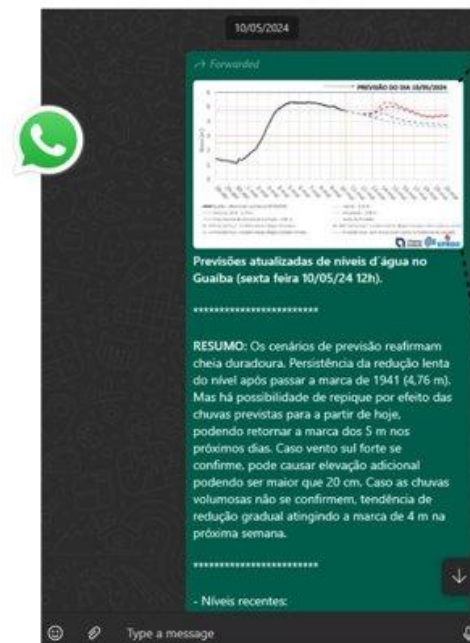 10/05/2024
Forwarded
PREVISÃO DO DIA 10/05/2024
Previsões atualizadas de níveis d´água no
Guaíba (sexta feira 10/05/24 12h).
************************
RESUMO: Os cenários de previsão reafirmam
cheia duradoura. Persistência da redução lenta
do nível após passar a marca de 1941 (4,76 m).
Mas há possibilidade de repique por efeito das
chuvas previstas para a partir de hoje,
podendo retornar a marca dos 5 m nos
próximos dias. Caso vento sul forte se
confirme, pode causar elevação adicional
podendo ser maior que 20 cm. Caso as chuvas
volumosas não se confirmem, tendência de
redução gradual atingindo a marca de 4 m na
próxima semana.
************************
- Níveis recentes:
Type a message